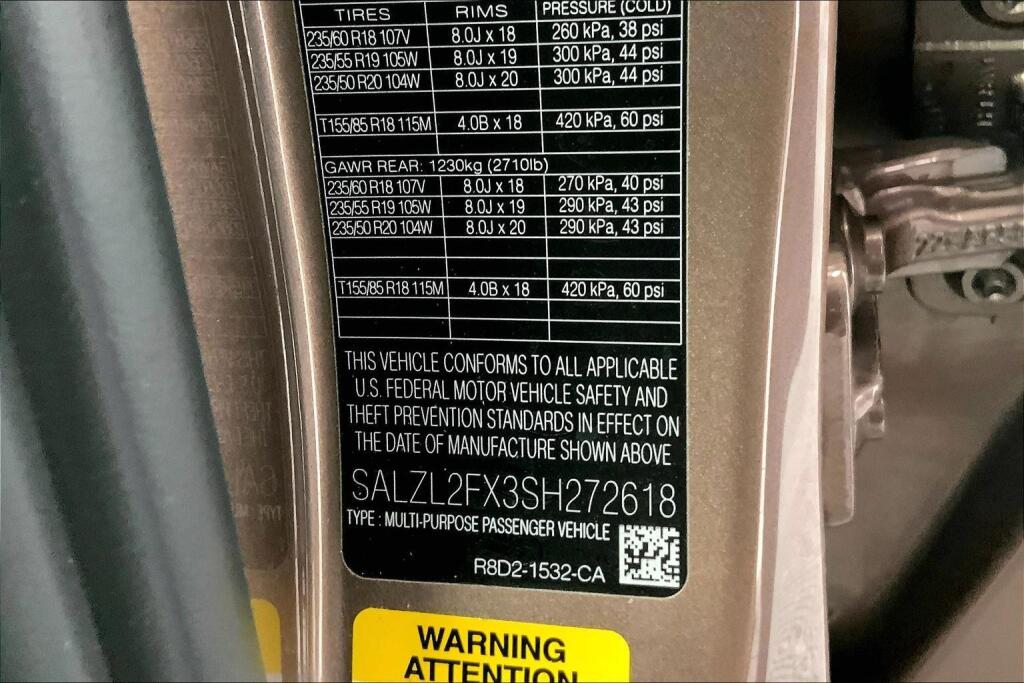 TIRES RIMS PRESSURE (COLD)
235/60 R18 107V 8.0J x 18 260 kPa, 38 psi
235/55 R19 105W 8.0J x 19 300 kPa, 44 psi
235/50 R20 104W 8.0J x 20 300 kPa, 44 psi
T155/85 R18 115M 4.0B x 18 420 kPa, 60 psi
GAWR REAR: 1230kg (2710lb)
235/60 R18 107V 8.0J x 18 270 kPa, 40 psi
235/55 R19 105W 8.0J x 19 290 kPa, 43 psi
235/50 R20 104W 8.0J x 20 290 kPa, 43 psi
T155/85 R18 115M 4.0B x 18 420 kPa, 60 psi
THIS VEHICLE CONFORMS TO ALL APPLICABLE
U.S. FEDERAL MOTOR VEHICLE SAFETY AND
THEFT PREVENTION STANDARDS IN EFFECT ON
THE DATE OF MANUFACTURE SHOWN ABOVE
SALZL2FX3SH272618
TYPE : MULTI-PURPOSE PASSENGER VEHICLE
R8D2-1532-CA
WARNING
ATTENTION